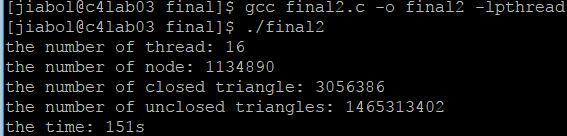 [jiabol@c4lab03 final]$ gcc final2.c -o final2 -lpthread
[jiabol@c4lab03 final]$ ./final2
the number of thread: 16
the number of node: 1134890
the number of closed triangle: 3056386
the number of unclosed triangles: 1465313402
the time: 151s